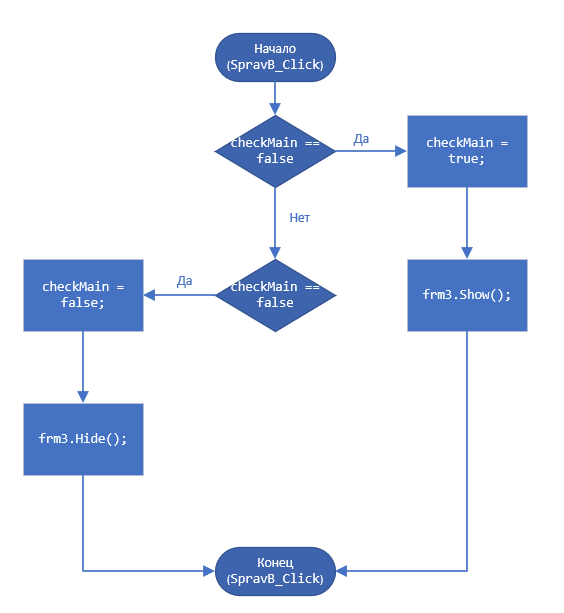 Начало
(SpravB_Click)
checkMain ==
false
Да
checkMain =
true;
Нет
checkMain =
false;
Да
checkMain ==
false
frm3.Show();
frm3.Hide();
Конец
(SpravB_Click)